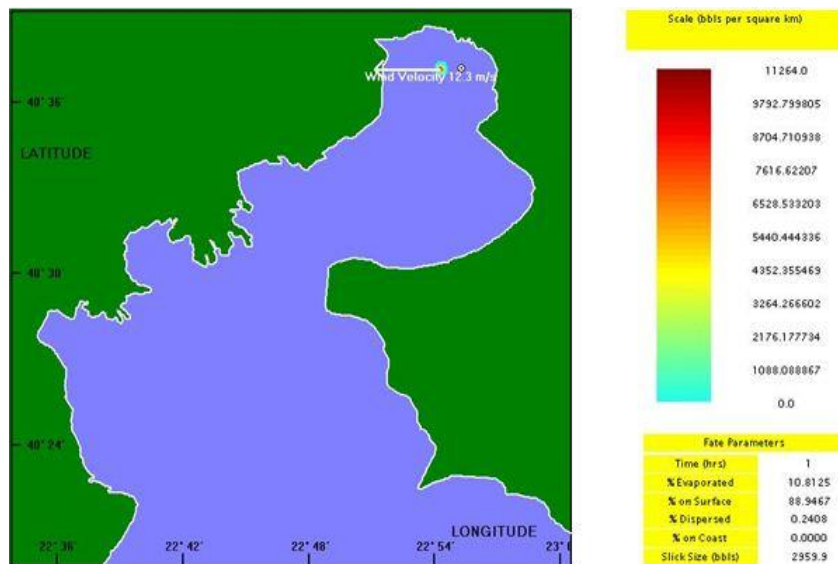 Wind Velocity 12.3 m/s
40° 36'
LATITUDE
40° 30'
40° 24'
LONGITUDE
22° 36' 22° 42' 22° 48' 22° 54' 23° 0
Scale (bbls per square km)
11264.0
9792.799805
8704.710938
7616.62207
6528.533203
5440.444336
4352.355469
3264.266602
2176.177734
1088.088867
0.0
Fate Parameters
Time (hrs) 1
% Evaporated 10.8125
% on Surface 88.9467
% Dispersed 0.2408
% on Coast 0.0000
Slick Size (bbls) 2959.9